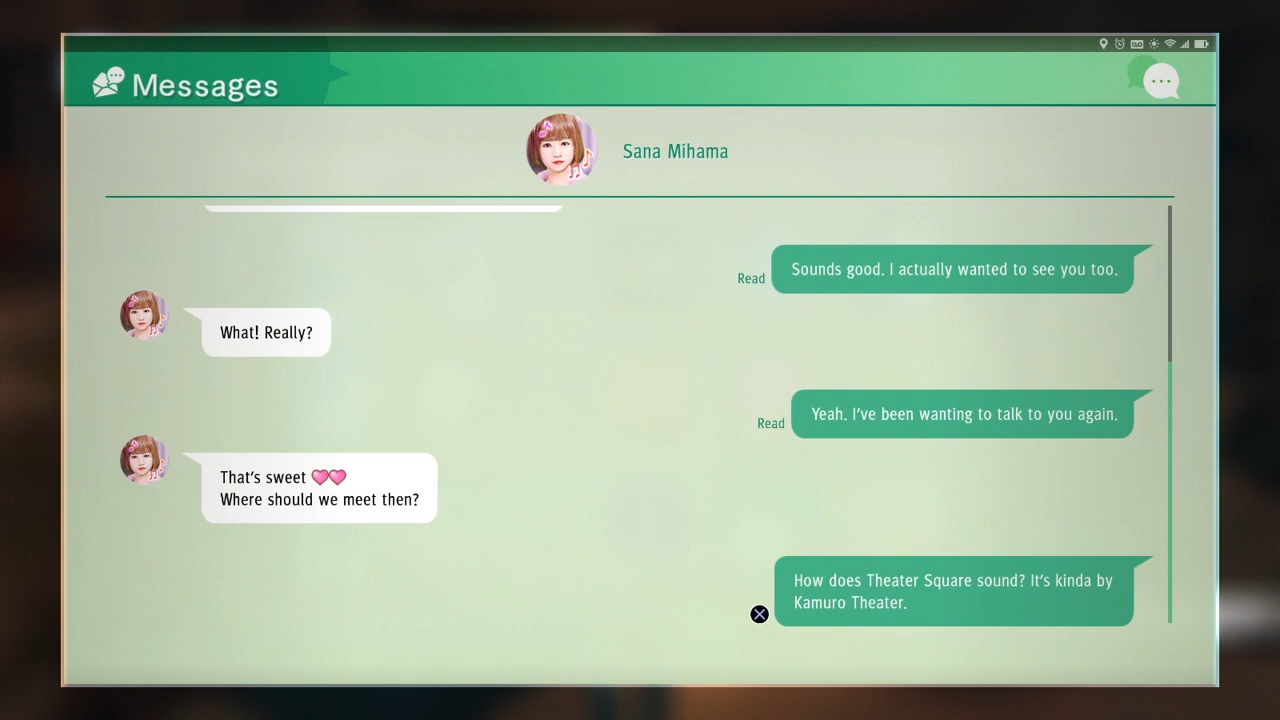 Messages
Sana Mihama
Sounds good. I actually wanted to see you too.
Read
What! Really?
Yeah. I've been wanting to talk to you again.
Read
That's sweet 💗💗
Where should we meet then?
How does Theater Square sound? It's kinda by
Kamuro Theater.